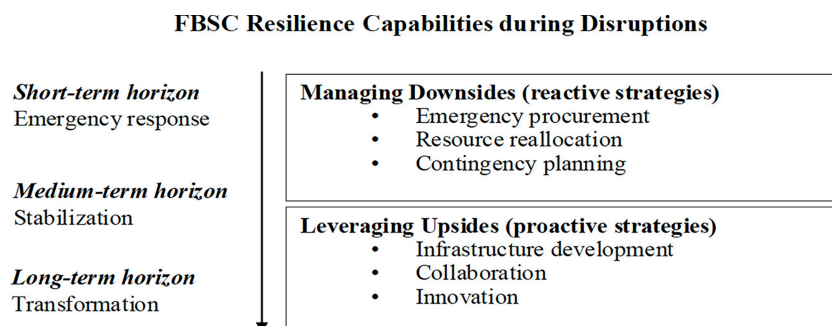 FBSC Resilience Capabilities during Disruptions
Short-term horizon
Emergency response
Medium-term horizon
Stabilization
Long-term horizon
Transformation
Managing Downsides (reactive strategies)
• Emergency procurement
• Resource reallocation
• Contingency planning
Leveraging Upsides (proactive strategies)
• Infrastructure development
• Collaboration
• Innovation